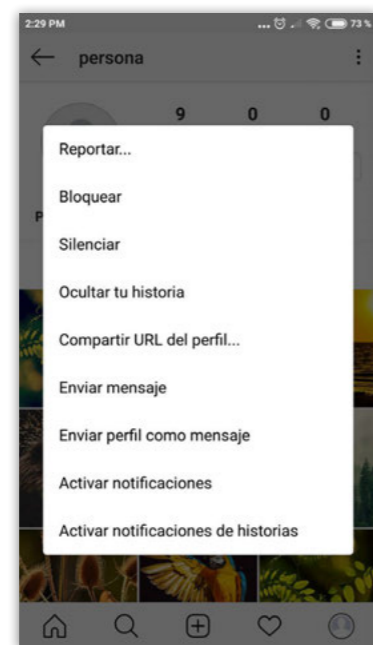 2:29 PM ... 73 %
persona
9 0 0
Reportar...
P
Bloquear
Silenciar
Ocultar tu historia
Compartir URL del perfil...
Enviar mensaje
Enviar perfil como mensaje
Activar notificaciones
Activar notificaciones de historias